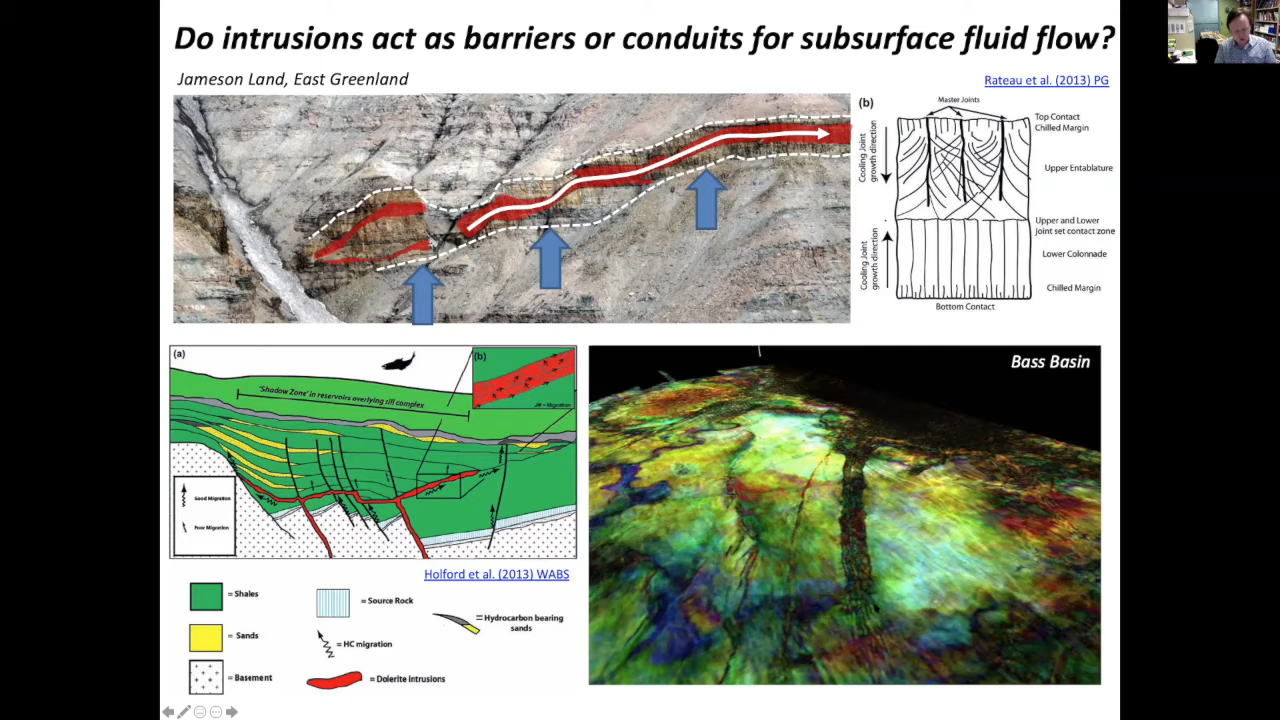 Do intrusions act as barriers or conduits for subsurface fluid flow?
Jameson Land, East Greenland
Rateau et al. (2013) PG
(b)
Master Joints
Top Contact
Chilled Margin
Cooling Joint
growth direction
Upper Entablature
Upper and Lower
Joint set contact zone
Cooling Joint
growth direction
Lower Colonnade
Chilled Margin
Bottom Contact
(a)
'Shadow Zone' in reservoirs overlying sill complex
(b)
= Migration
Good Migration
Poor Migration
Holford et al. (2013) WABS
= Shales
= Sands
= Basement
= Source Rock
= HC migration
= Dolerite intrusions
= Hydrocarbon bearing
sands
Bass Basin